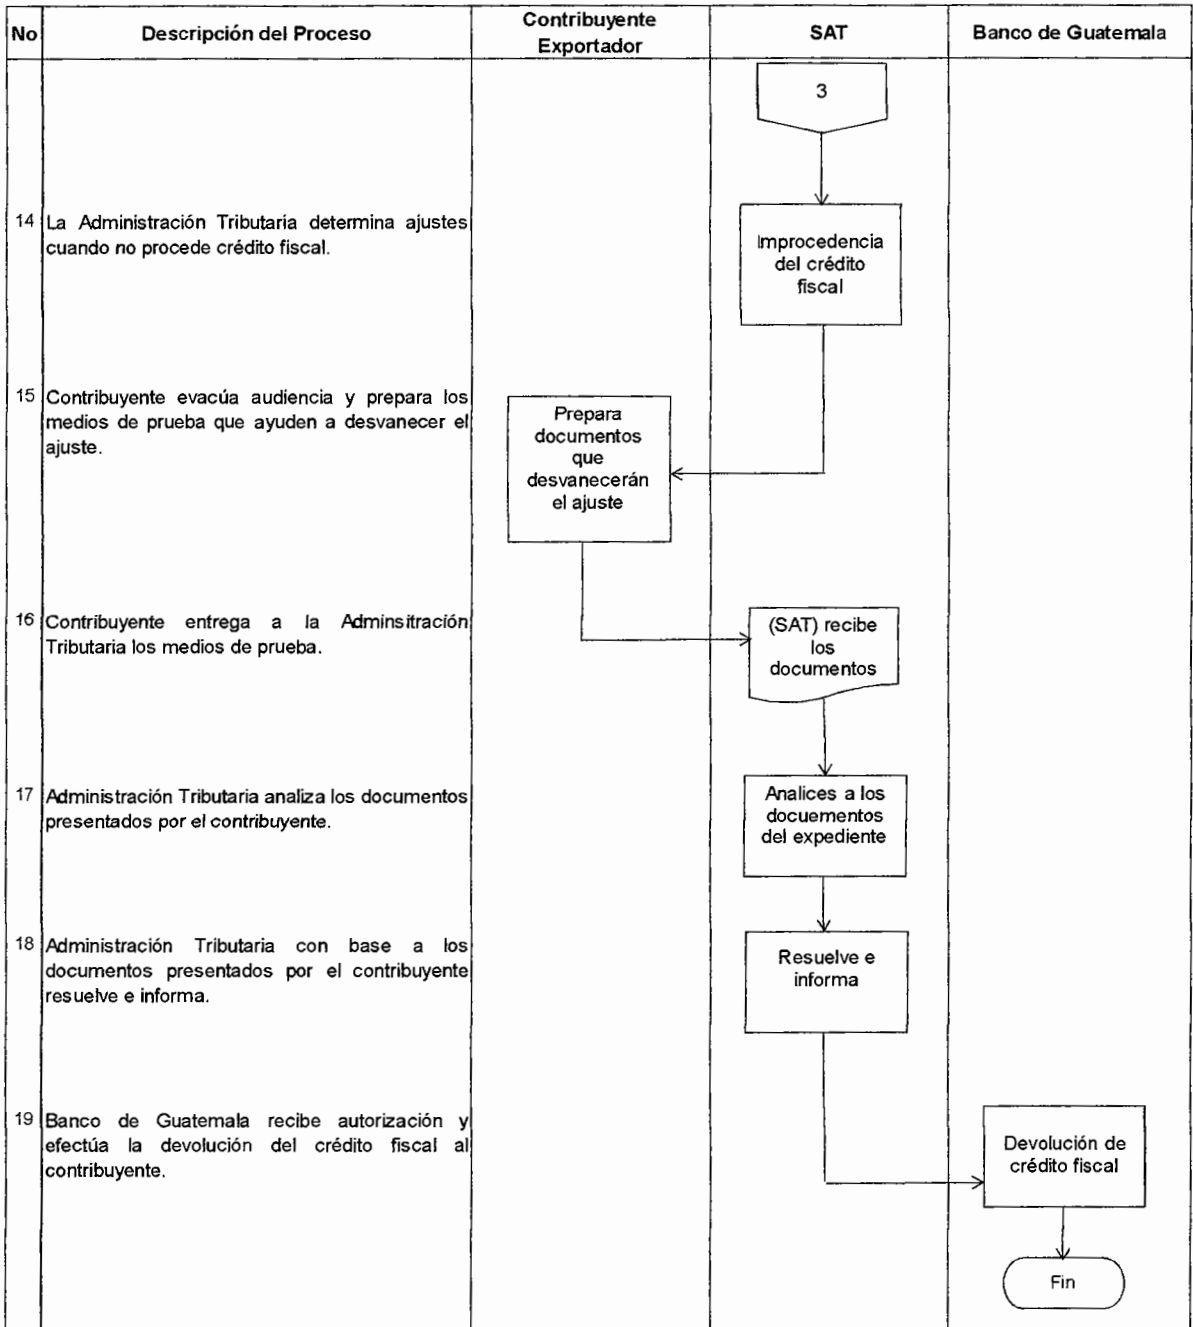 No
Descripción del Proceso
Contribuyente
Exportador
SAT
Banco de Guatemala
3
14
La Administración Tributaria determina ajustes
cuando no procede crédito fiscal.
Improcedencia
del crédito
fiscal
15
Contribuyente evacúa audiencia y prepara los
medios de prueba que ayuden a desvanecer el
ajuste.
Prepara
documentos
que
desvanecerán
el ajuste
16
Contribuyente entrega a la Adminsitración
Tributaria los medios de prueba.
(SAT) recibe
los
documentos
17
Administración Tributaria analiza los documentos
presentados por el contribuyente.
Analices a los
docuementos
del expediente
18
Administración Tributaria con base a los
documentos presentados por el contribuyente
resuelve e informa.
Resuelve e
informa
19
Banco de Guatemala recibe autorización y
efectúa la devolución del crédito fiscal al
contribuyente.
Devolución de
crédito fiscal
Fin